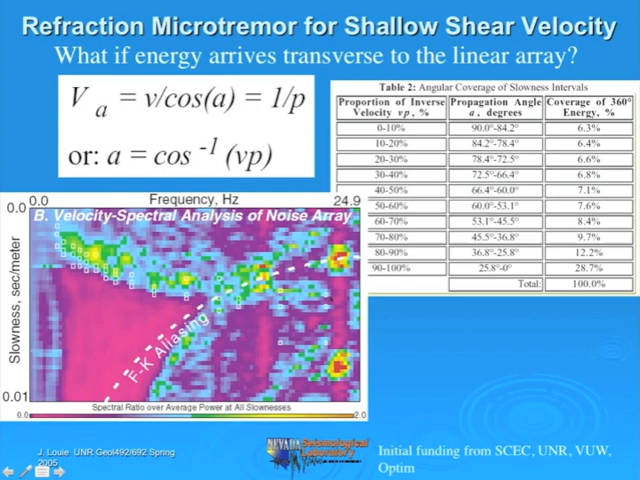 Refraction Microtremor for Shallow Shear Velocity
What if energy arrives transverse to the linear array?
V a = v/cos(a) = 1/p
or: a = cos -1 (vp)
Table 2: Angular Coverage of Slowness Intervals
Proportion of Inverse Velocity vp, % Propagation Angle a, degrees Coverage of 360° Energy, %
0-10% 90.0°-84.2° 6.3%
10-20% 84.2°-78.4° 6.4%
20-30% 78.4°-72.5° 6.6%
30-40% 72.5°-66.4° 6.8%
40-50% 66.4°-60.0° 7.1%
50-60% 60.0°-53.1° 7.6%
60-70% 53.1°-45.5° 8.4%
70-80% 45.5°-36.8° 9.7%
80-90% 36.8°-25.8° 12.2%
90-100% 25.8°-0° 28.7%
Total: 100.0%
0.0 Frequency, Hz 24.9
0.0
B. Velocity-Spectral Analysis of Noise Array
Slowness, sec/meter
F-K Aliasing
0.01
Spectral Ratio over Average Power at All Slownesses
0.0 2.0
J. Louie UNR Geol492/692 Spring
2005
NEVADA Seismological
Laboratory
Initial funding from SCEC, UNR, VUW,
Optim